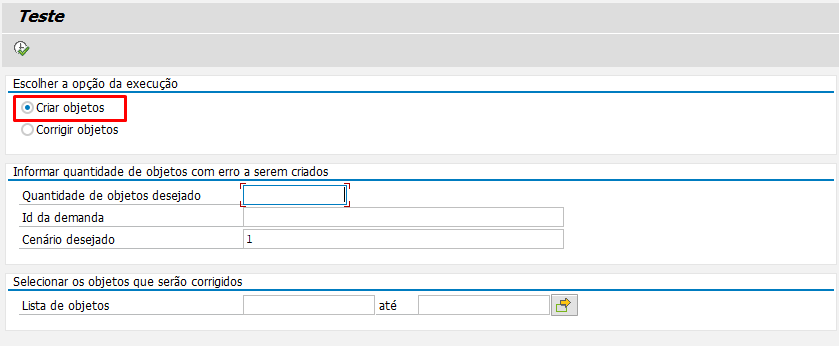 Teste
Escolher a opção da execução
Criar objetos
Corrigir objetos
Informar quantidade de objetos com erro a serem criados
Quantidade de objetos desejado
Id da demanda
Cenário desejado 1
Selecionar os objetos que serão corrigidos
Lista de objetos até